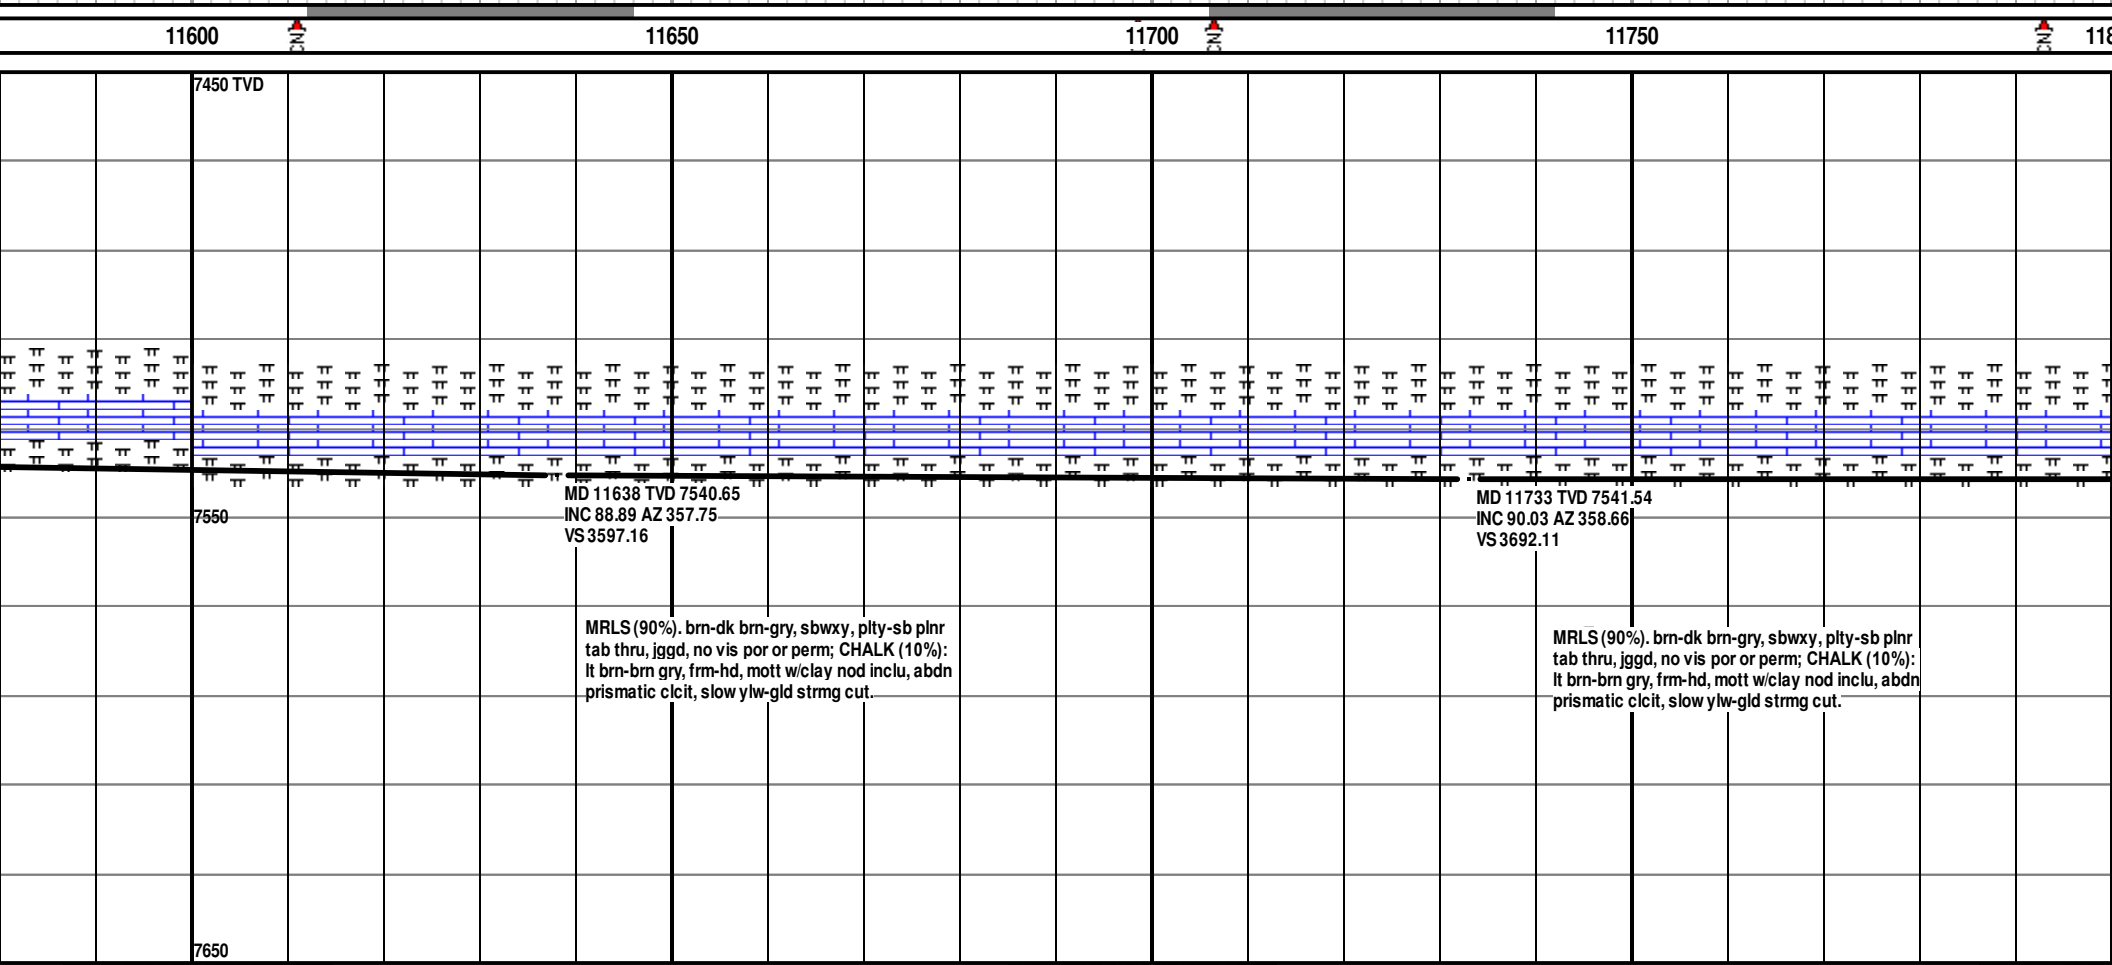 11600 CN 11650 11700 CN 11750 CN
7450 TVD
MD 11638 TVD 7540.65
INC 88.89 AZ 357.75
VS 3597.16
MD 11733 TVD 7541.54
INC 90.03 AZ 358.66
VS 3692.11
7550
MRLS (90%). brn-dk brn-gry, sbwxy, plty-sb plnr
tab thru, jggd, no vis por or perm; CHALK (10%):
lt brn-brn gry, frm-hd, mott w/clay nod inclu, abdn
prismatic clcit, slow ylw-gld strmg cut.
MRLS (90%). brn-dk brn-gry, sbwxy, plty-sb plnr
tab thru, jggd, no vis por or perm; CHALK (10%):
lt brn-brn gry, frm-hd, mott w/clay nod inclu, abdn
prismatic clcit, slow ylw-gld strmg cut.
7650